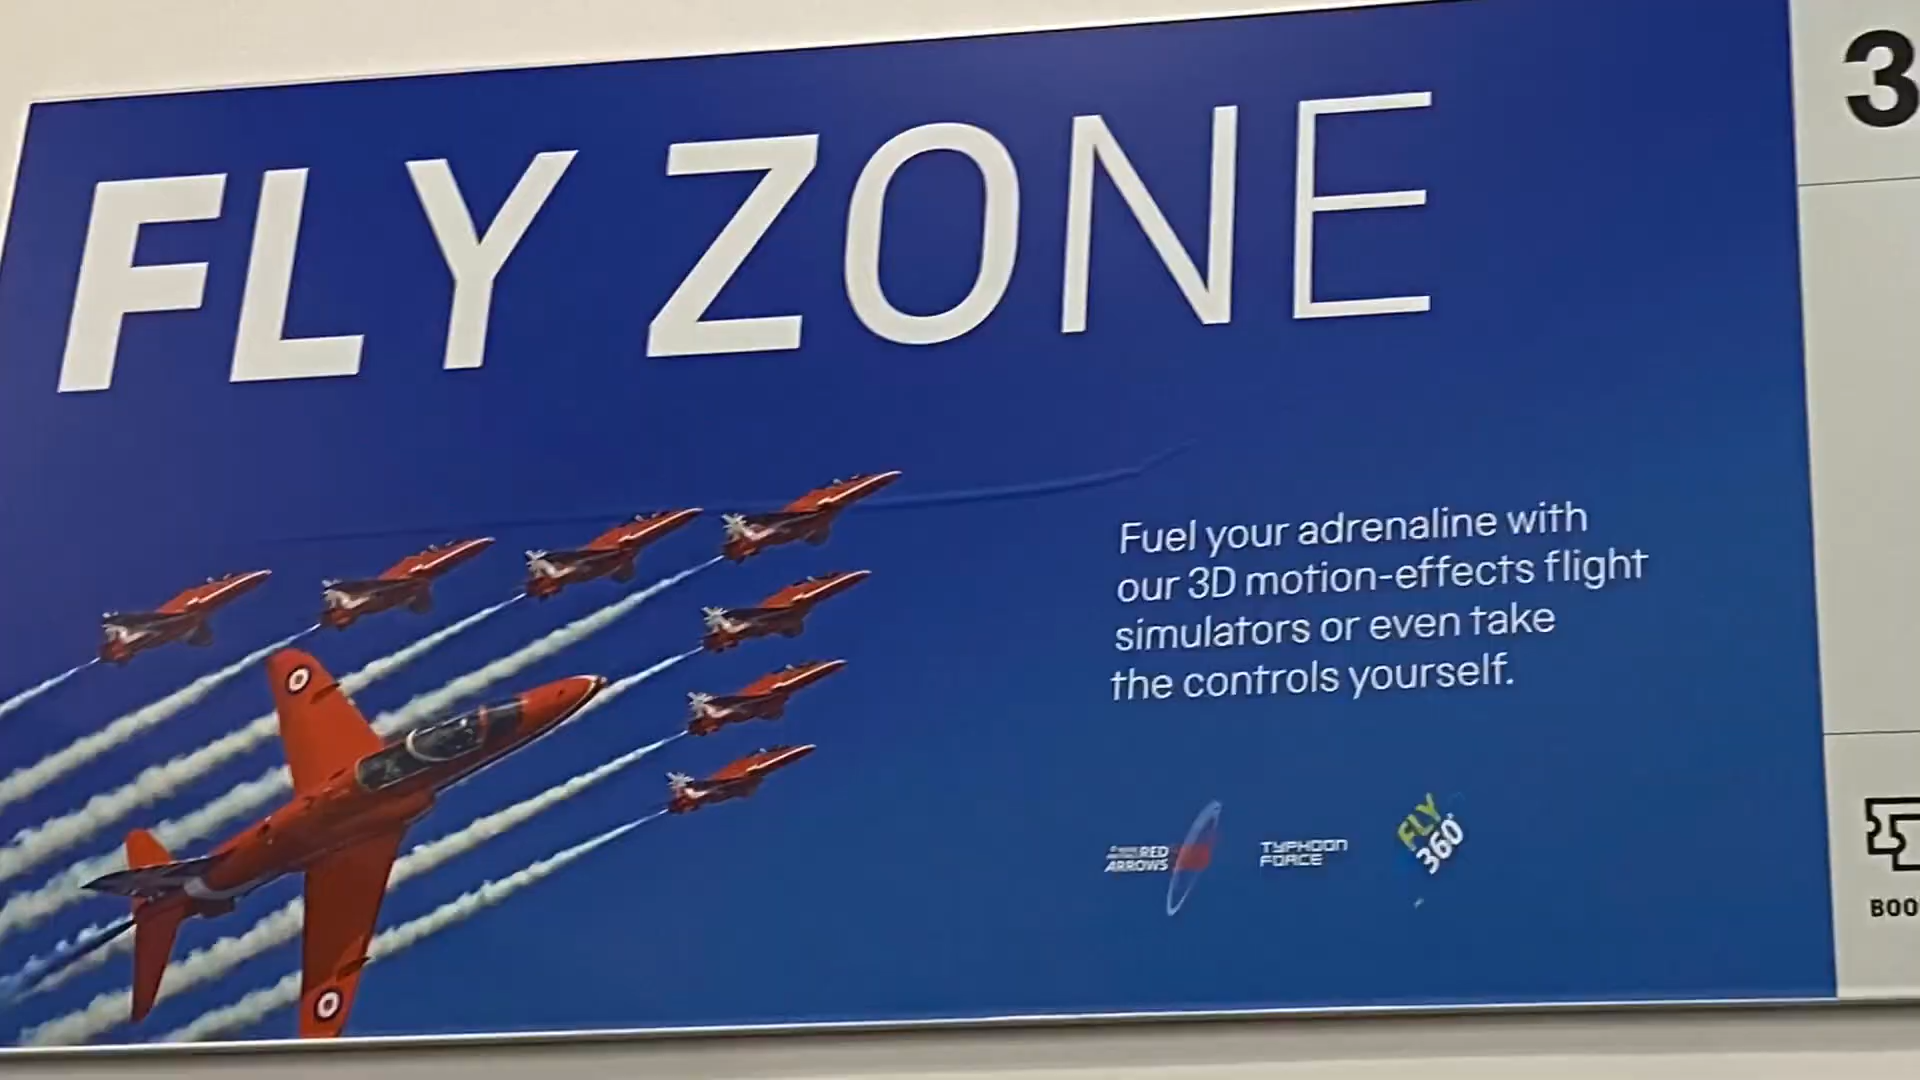 FLY ZONE
3
Fuel your adrenaline with
our 3D motion-effects flight
simulators or even take
the controls yourself.
RED
ARROWS
TYPHOON
FORCE
FLY
360°
BOO